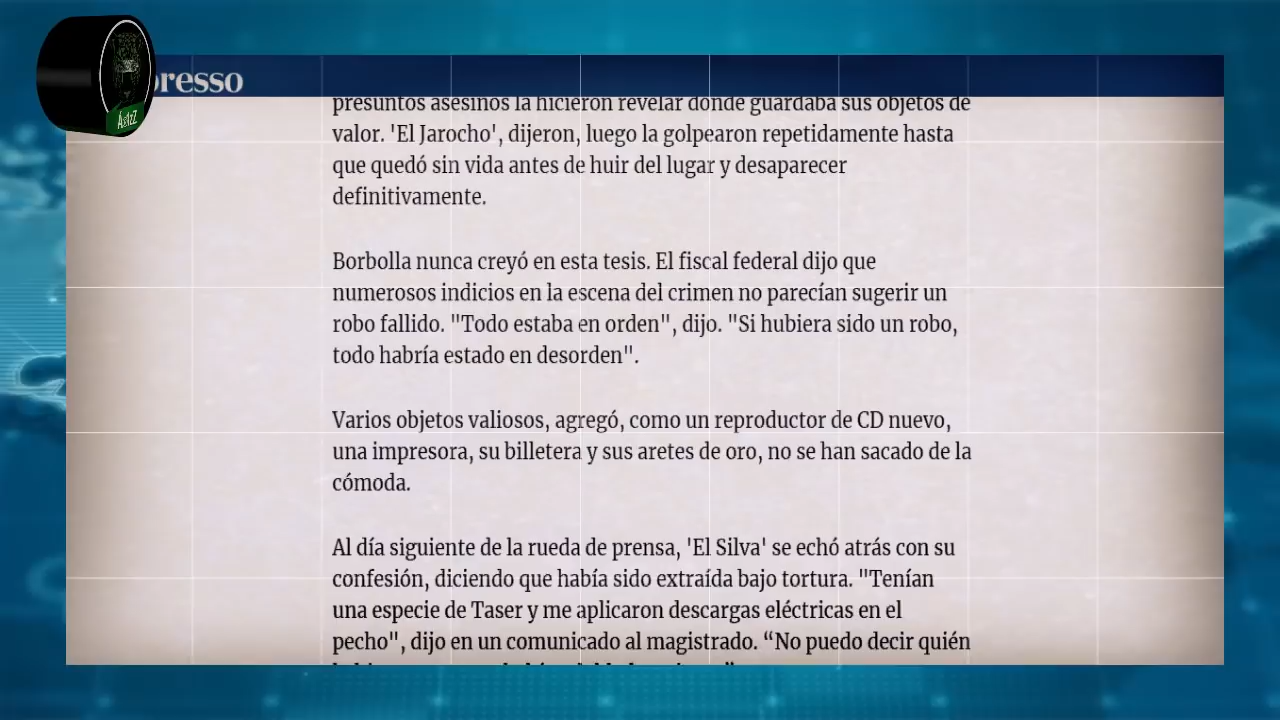 resso
AztZ
presuntos asesinos la hicieron revelar dónde guardaba sus objetos de
valor. 'El Jarocho', dijeron, luego la golpearon repetidamente hasta
que quedó sin vida antes de huir del lugar y desaparecer
definitivamente.
Borbolla nunca creyó en esta tesis. El fiscal federal dijo que
numerosos indicios en la escena del crimen no parecían sugerir un
robo fallido. "Todo estaba en orden", dijo. "Si hubiera sido un robo,
todo habría estado en desorden".
Varios objetos valiosos, agregó, como un reproductor de CD nuevo,
una impresora, su billetera y sus aretes de oro, no se han sacado de la
cómoda.
Al día siguiente de la rueda de prensa, 'El Silva' se echó atrás con su
confesión, diciendo que había sido extraída bajo tortura. "Tenían
una especie de Taser y me aplicaron descargas eléctricas en el
pecho", dijo en un comunicado al magistrado. “No puedo decir quién